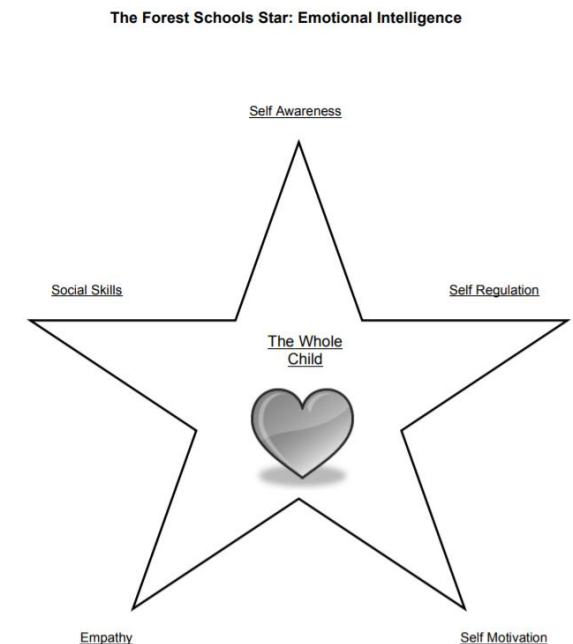 The Forest Schools Star: Emotional Intelligence
Self Awareness
Social Skills
Self Regulation
The Whole
Child
Empathy
Self Motivation